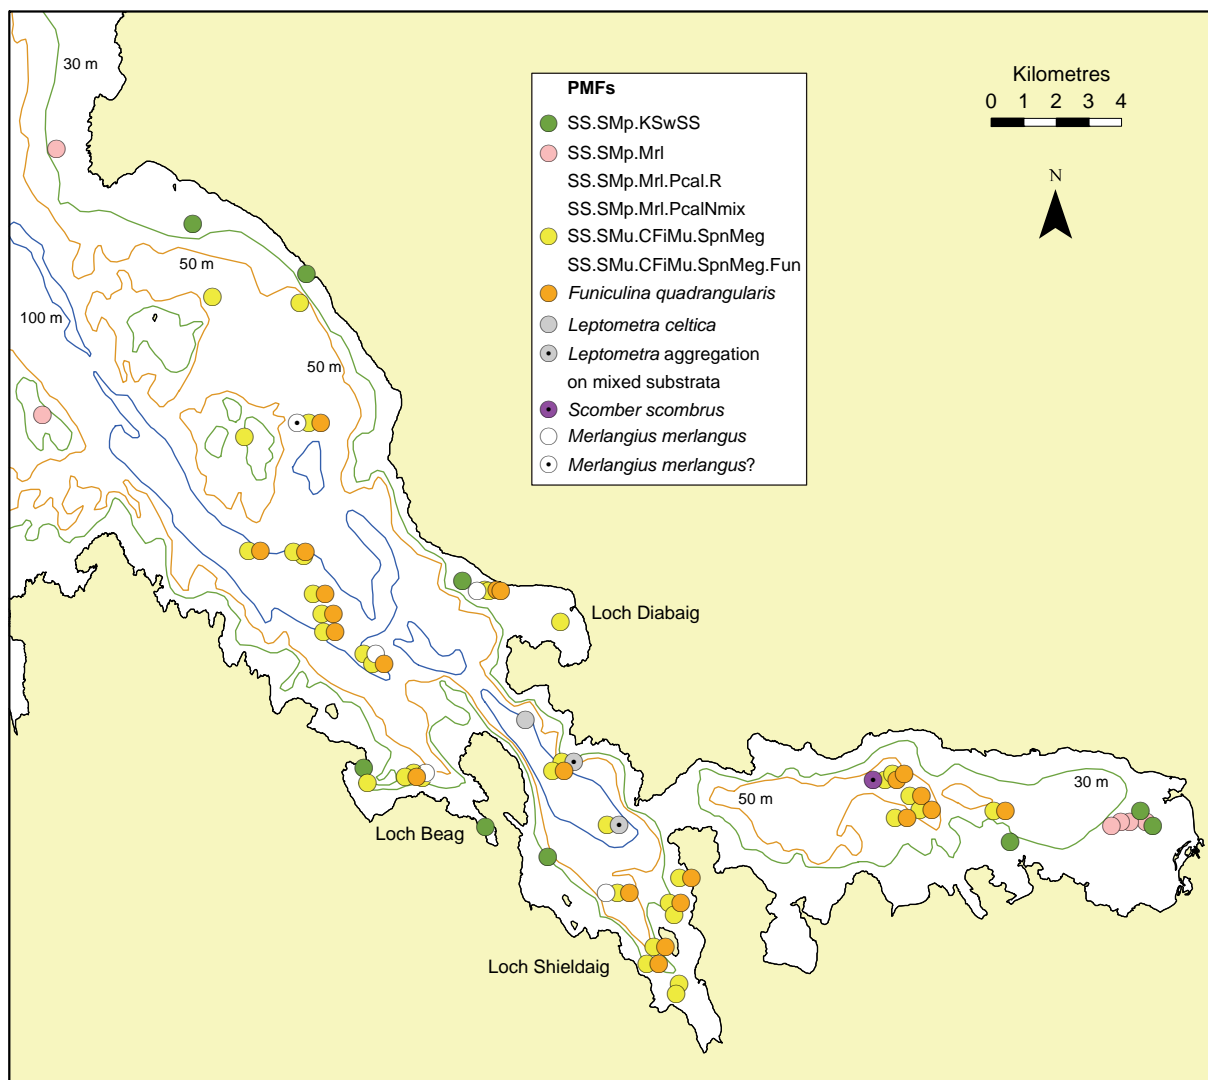 30 m
PMFs
SS.SMp.KSwSS
SS.SMp.Mrl
SS.SMp.Mrl.Pcal.R
SS.SMp.Mrl.PcalNmix
SS.SMu.CFiMu.SpnMeg
SS.SMu.CFiMu.SpnMeg.Fun
Funiculina quadrangularis
Leptometra celtica
Leptometra aggregation
on mixed substrata
Scomber scombrus
Merlangius merlangus
Merlangius merlangus?
Kilometres
0 1 2 3 4
N
50 m
100 m
50 m
Loch Diabaig
50 m
30 m
Loch Beag
Loch Shieldaig